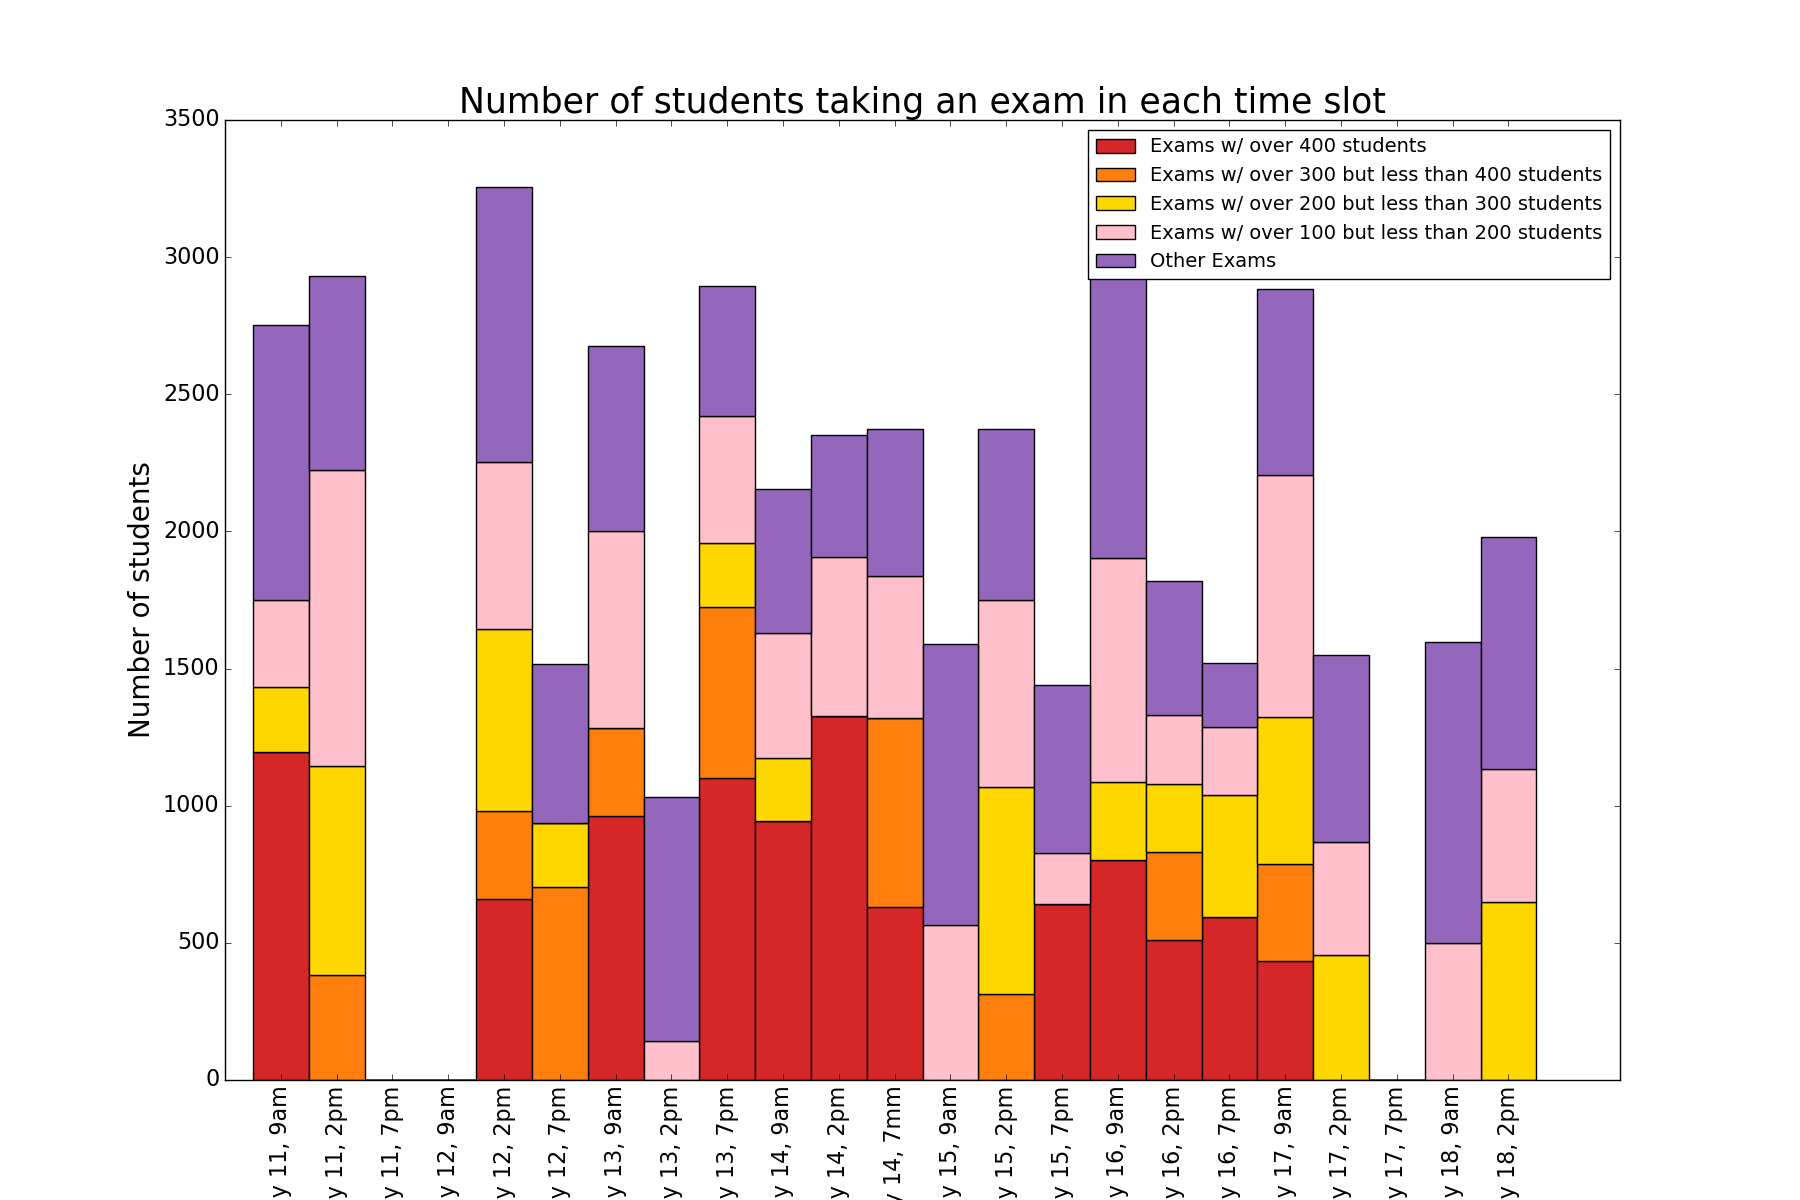 Number of students taking an exam in each time slot
3500
3000
2500
2000
1500
1000
500
0
Number of students
Exams w/ over 400 students
Exams w/ over 300 but less than 400 students
Exams w/ over 200 but less than 300 students
Exams w/ over 100 but less than 200 students
Other Exams
y 11, 9am
y 11, 2pm
y 11, 7pm
y 12, 9am
y 12, 2pm
y 12, 7pm
y 13, 9am
y 13, 2pm
y 13, 7pm
y 14, 9am
y 14, 2pm
y 14, 7mm
y 15, 9am
y 15, 2pm
y 15, 7pm
y 16, 9am
y 16, 2pm
y 16, 7pm
y 17, 9am
y 17, 2pm
y 17, 7pm
y 18, 9am
y 18, 2pm